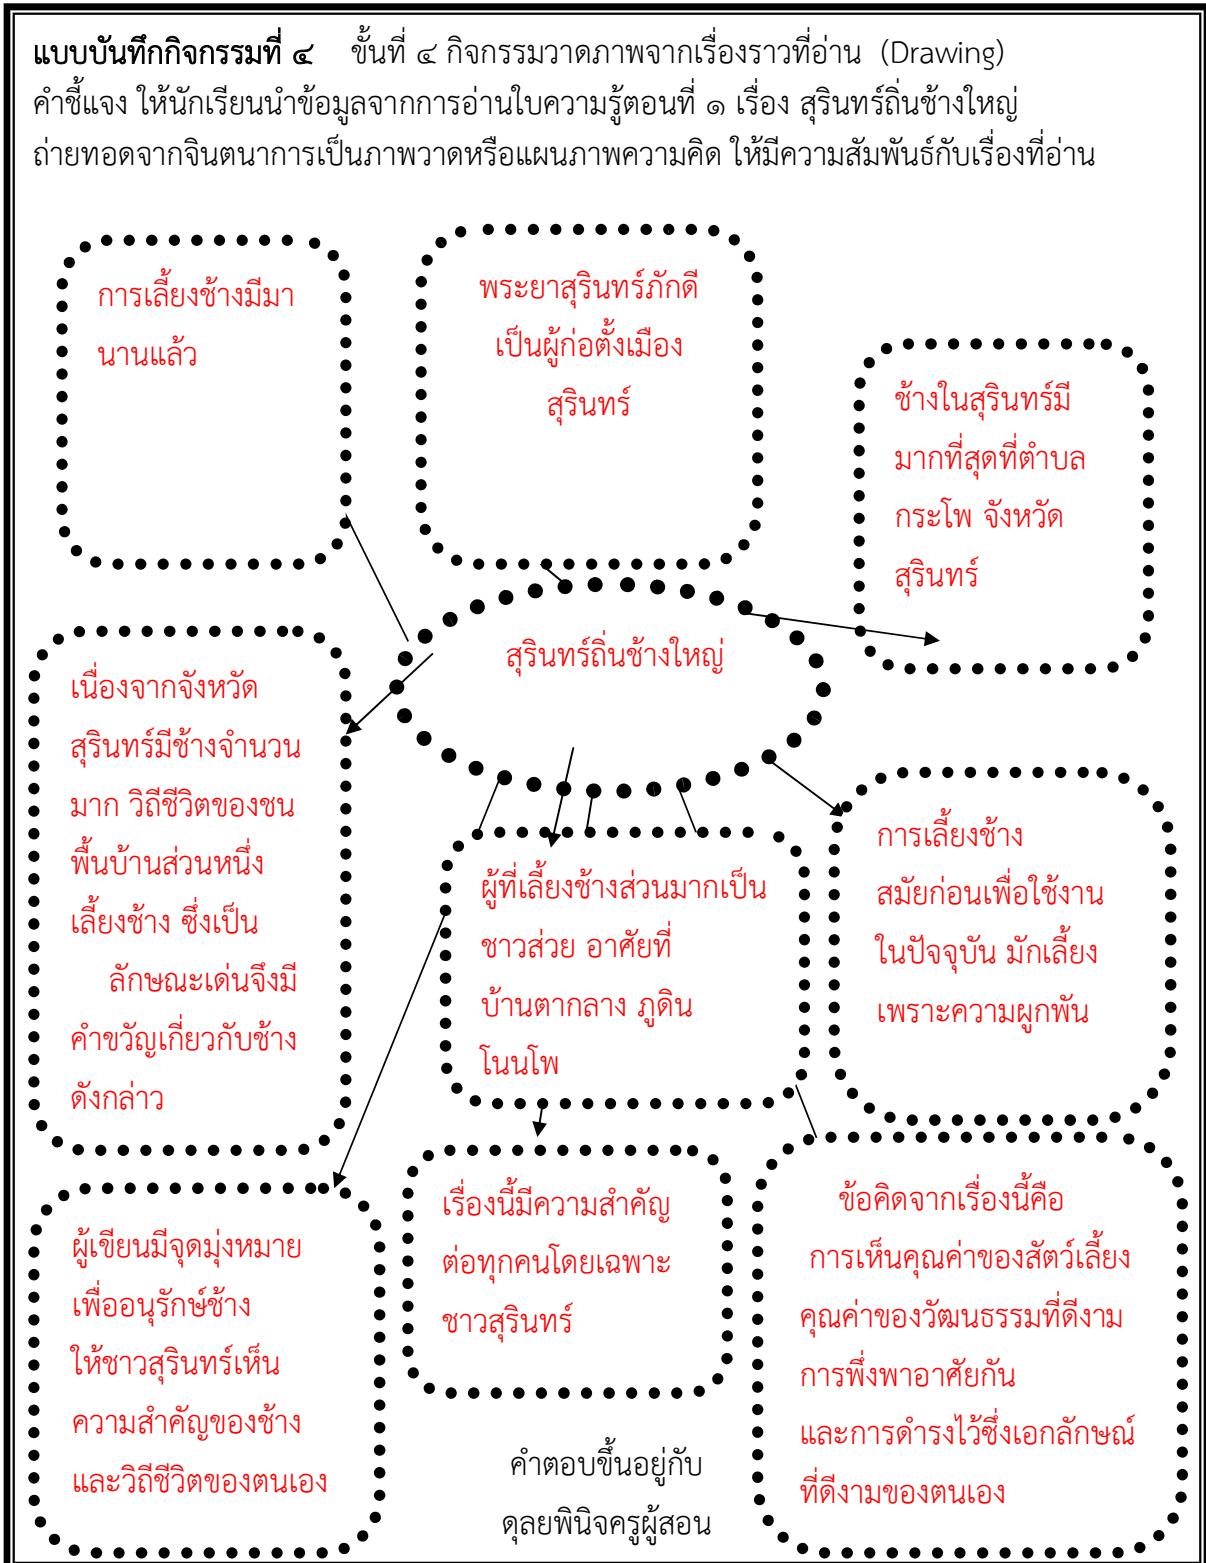 แบบบันทึกกิจกรรมที่ ๔ ขั้นที่ ๔ กิจกรรมวาดภาพจากเรื่องราวที่อ่าน (Drawing)
คำชี้แจง ให้นักเรียนนำข้อมูลจากการอ่านใบความรู้ตอนที่ ๑ เรื่อง สุรินทร์ถิ่นช้างใหญ่
ถ่ายทอดจากจินตนาการเป็นภาพวาดหรือแผนภาพความคิด ให้มีความสัมพันธ์กับเรื่องที่อ่าน
การเลี้ยงช้างมีมา
นานแล้ว
พระยาสุรินทร์ภักดี
เป็นผู้ก่อตั้งเมือง
สุรินทร์
ช้างในสุรินทร์มี
มากที่สุดที่ตำบล
กระโพ จังหวัด
สุรินทร์
สุรินทร์ถิ่นช้างใหญ่
เนื่องจากจังหวัด
สุรินทร์มีช้างจำนวน
มาก วิถีชีวิตของชน
พื้นบ้านส่วนหนึ่ง
เลี้ยงช้าง ซึ่งเป็น
ลักษณะเด่นจึงมี
คำขวัญเกี่ยวกับช้าง
ดังกล่าว
ผู้ที่เลี้ยงช้างส่วนมากเป็น
ชาวส่วย อาศัยที่
บ้านตากลาง ภูดิน
โนนโพ
การเลี้ยงช้าง
สมัยก่อนเพื่อใช้งาน
ในปัจจุบัน มักเลี้ยง
เพราะความผูกพัน
ผู้เขียนมีจุดมุ่งหมาย
เพื่ออนุรักษ์ช้าง
ให้ชาวสุรินทร์เห็น
ความสำคัญของช้าง
และวิถีชีวิตของตนเอง
เรื่องนี้มีความสำคัญ
ต่อทุกคนโดยเฉพาะ
ชาวสุรินทร์
ข้อคิดจากเรื่องนี้คือ
การเห็นคุณค่าของสัตว์เลี้ยง
คุณค่าของวัฒนธรรมที่ดีงาม
การพึ่งพาอาศัยกัน
และการดำรงไว้ซึ่งเอกลักษณ์
ที่ดีงามของตนเอง
คำตอบขึ้นอยู่กับ
ดุลยพินิจครูผู้สอน